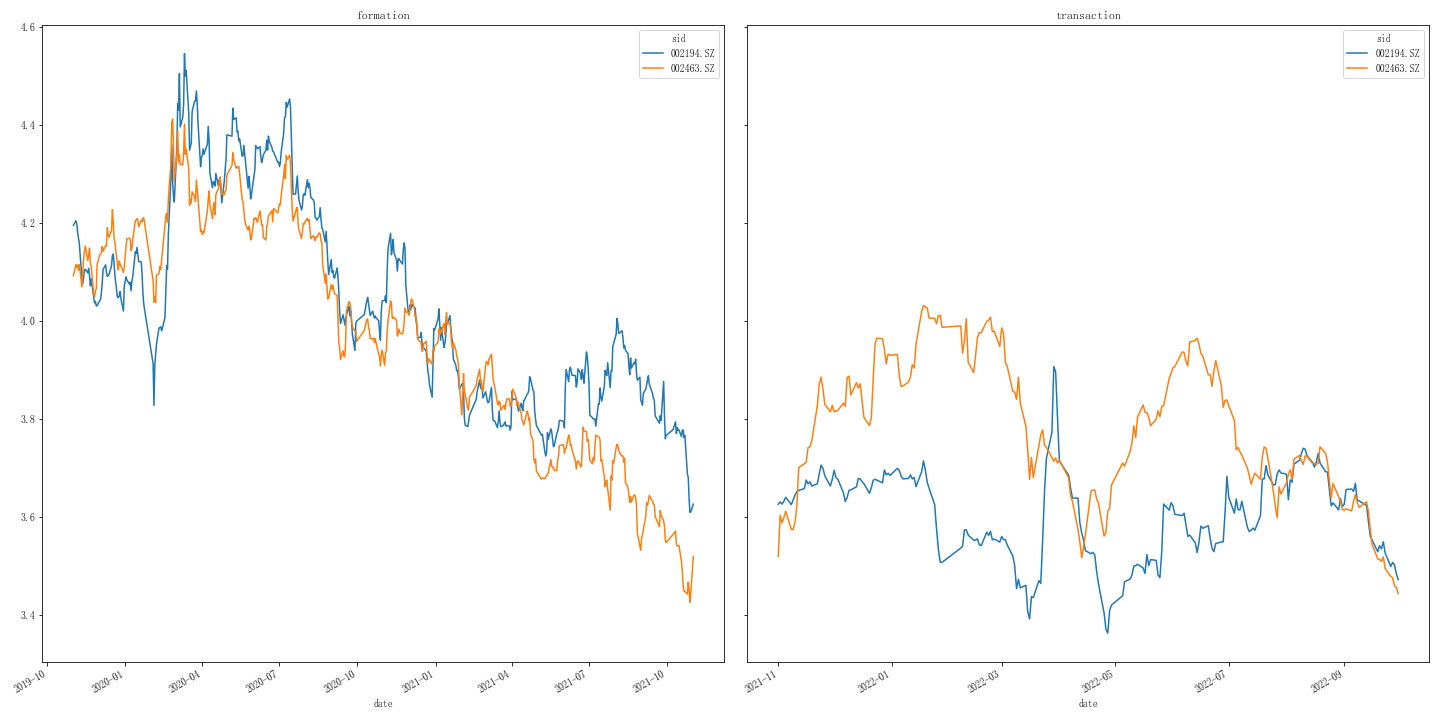 formation
sid
002194.SZ
002463.SZ
4.6
4.4
4.2
4.0
3.8
3.6
3.4
2019-10
2020-01
2020-04
2020-07
2020-10
2021-01
2021-04
2021-07
2021-10
date
transaction
sid
002194.SZ
002463.SZ
2021-11
2022-01
2022-03
2022-05
2022-07
2022-09
date